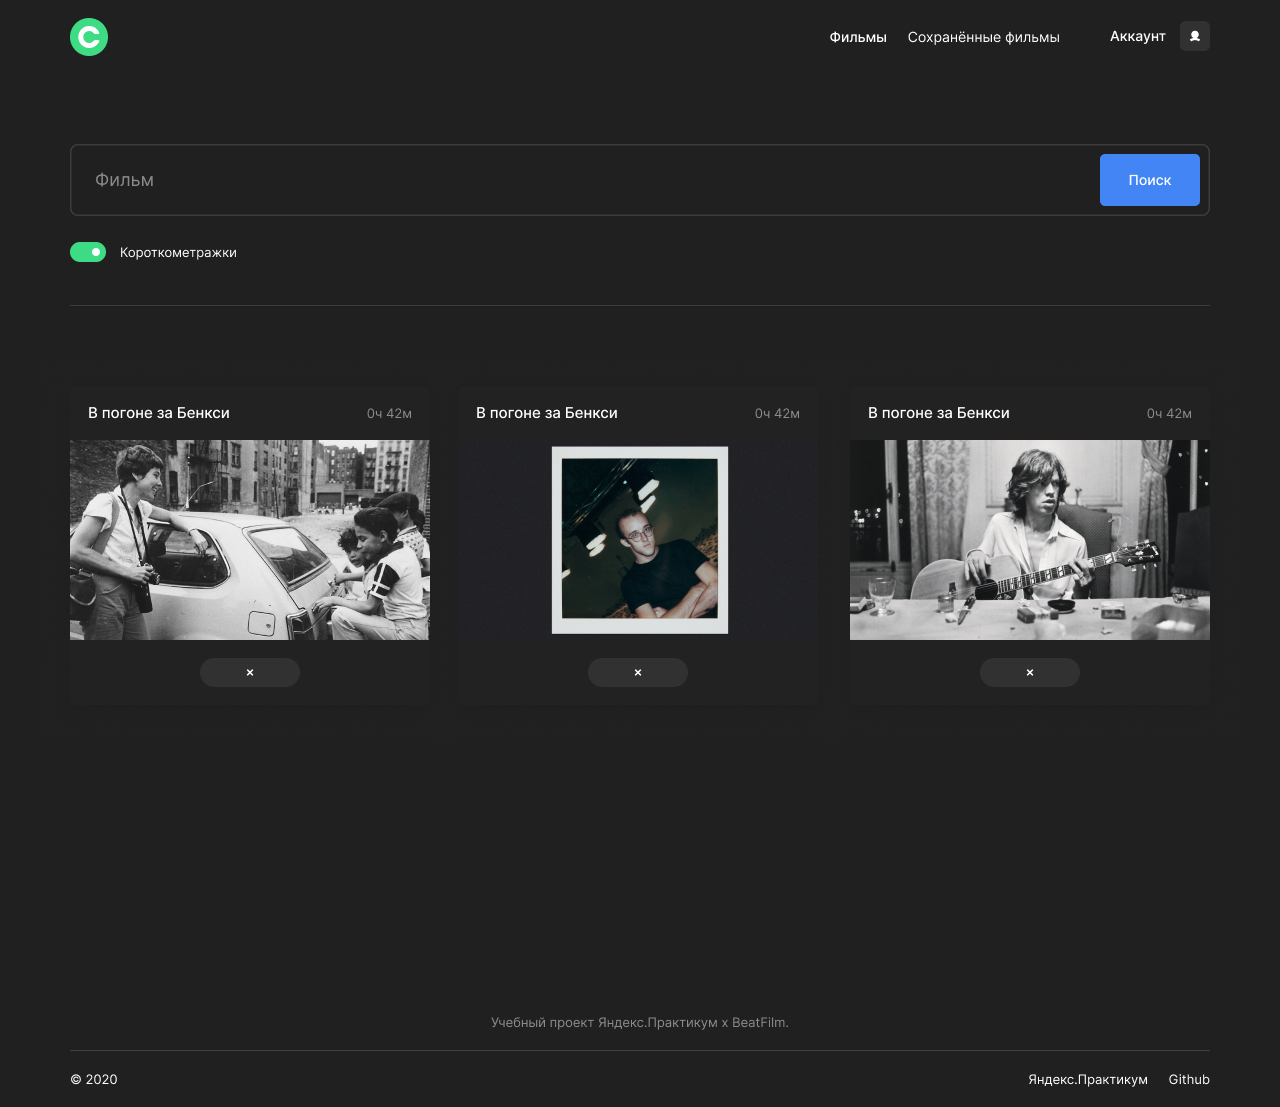 C
Фильмы Сохранённые фильмы Аккаунт
Фильм Поиск
Короткометражки
В погоне за Бенкси 0ч 42м
В погоне за Бенкси 0ч 42м
В погоне за Бенкси 0ч 42м
Учебный проект Яндекс.Практикум х BeatFilm.
© 2020 Яндекс.Практикум Github